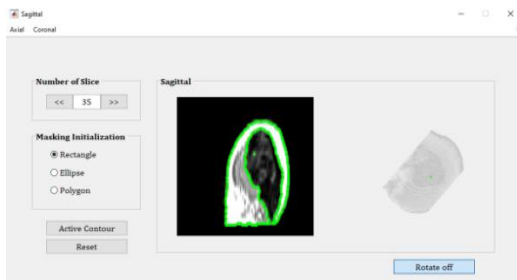 Sagittal
Axial Coronal
Number of Slice
<< 35 >>
Masking Initialization
Rectangle
Ellipse
Polygon
Active Contour
Reset
Sagittal
Rotate off